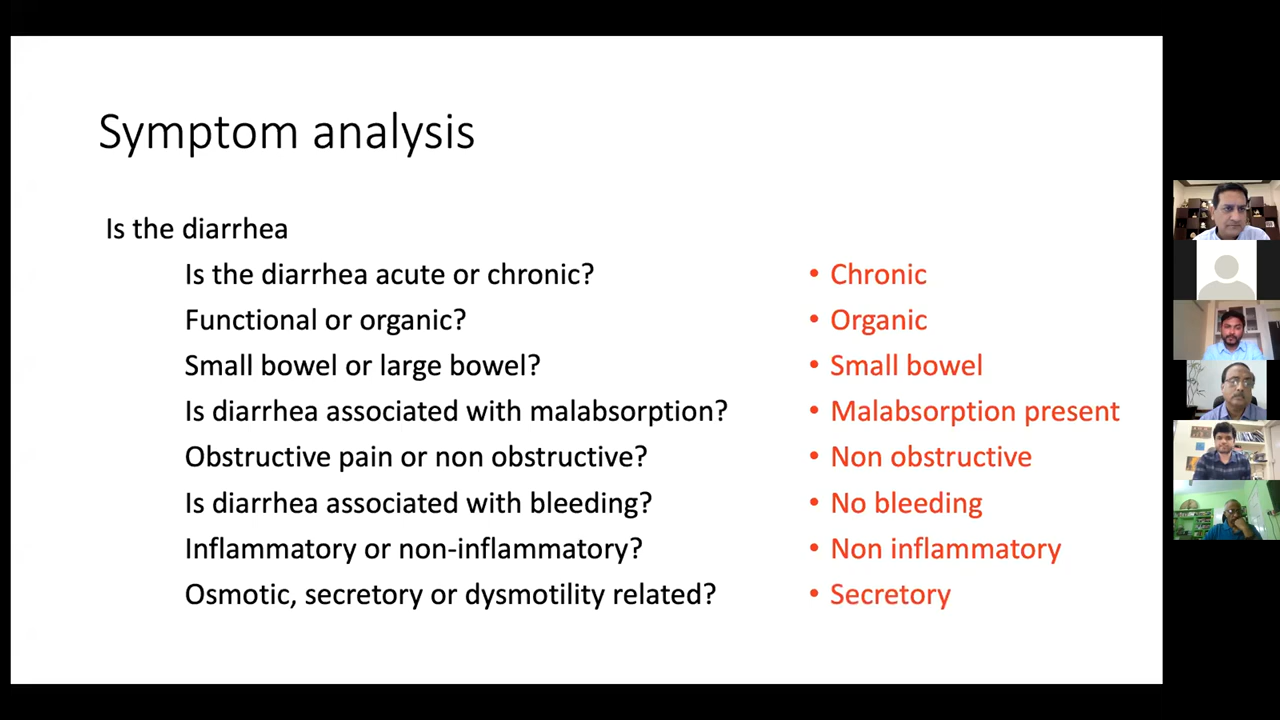 Symptom analysis
Is the diarrhea
Is the diarrhea acute or chronic?
• Chronic
Functional or organic?
• Organic
Small bowel or large bowel?
• Small bowel
Is diarrhea associated with malabsorption?
• Malabsorption present
Obstructive pain or non obstructive?
• Non obstructive
Is diarrhea associated with bleeding?
• No bleeding
Inflammatory or non-inflammatory?
• Non inflammatory
Osmotic, secretory or dysmotility related?
• Secretory